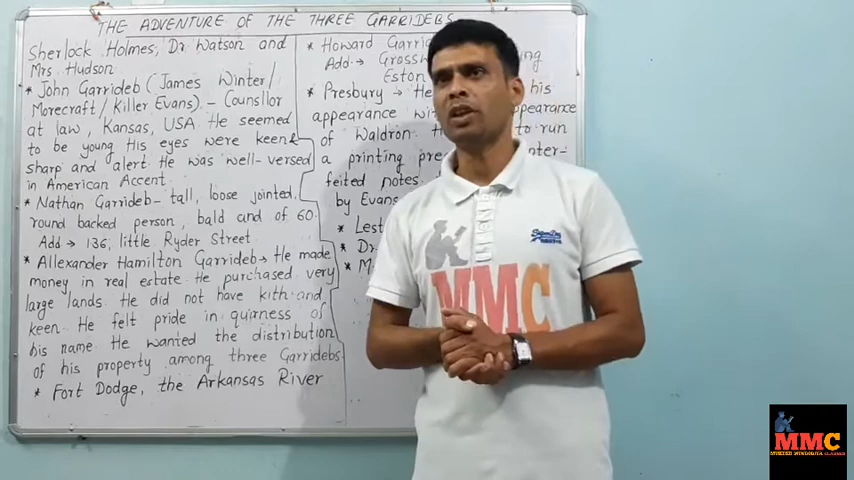 THE ADVENTURE OF THE THREE GARRIDEBS
SHERLOCK HOLMES, DR WATSON AND
MRS. HUDSON
* JOHN GARRIDEB (JAMES WINTER/
MORECRAFT/ KILLER EVANS) - COUNSLLOR
AT LAW, KANSAS, USA. HE SEEMED
TO BE YOUNG. HIS EYES WERE KEEN &
SHARP AND ALERT. HE WAS WELL-VERSED
IN AMERICAN ACCENT.
* NATHAN GARRIDEB - TALL, LOOSE JOINTED,
ROUND BACKED PERSON, BALD AND OF 60.
ADD → 136, LITTLE RYDER STREET
* ALLEXANDER HAMILTON GARRIDEB → HE MADE
MONEY IN REAL ESTATE. HE PURCHASED VERY
LARGE LANDS. HE DID NOT HAVE KITH AND
KEEN. HE FELT PRIDE IN QUIRNESS OF
HIS NAME. HE WANTED THE DISTRIBUTION
OF HIS PROPERTY AMONG THREE GARRIDEBS
* FORT DODGE, THE ARKANSAS RIVER
* HOWARD
ADD →
* PRESBURY → HIS
APPEARANCE APPEARANCE
OF WALDRON. TO RUN
A PRINTING
FEITED NOTES
BY EVANS
*
* DR
*
Superdry
MMC
MMC